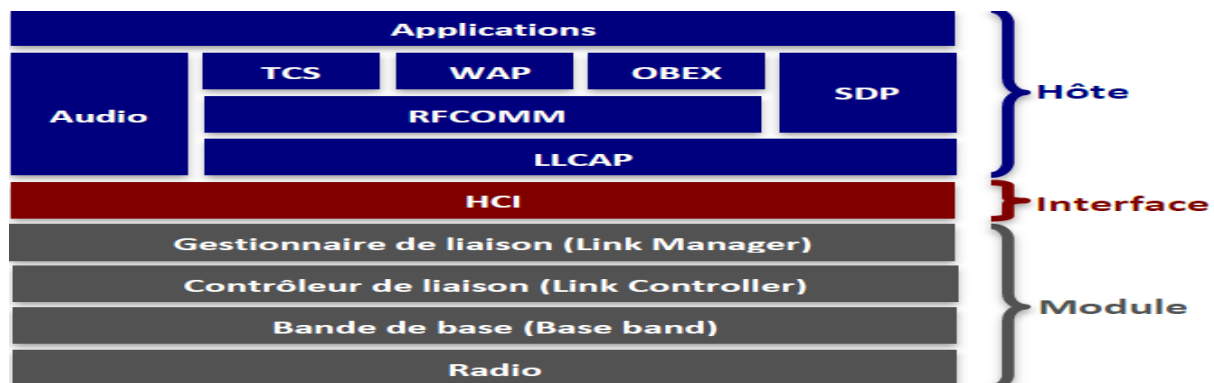 Applications
TCS
WAP
OBEX
Audio
SDP
RFCOMM
LLCAP
Hôte
HCI
Interface
Gestionnaire de liaison (Link Manager)
Contrôleur de liaison (Link Controller)
Bande de base (Base band)
Module
Radio